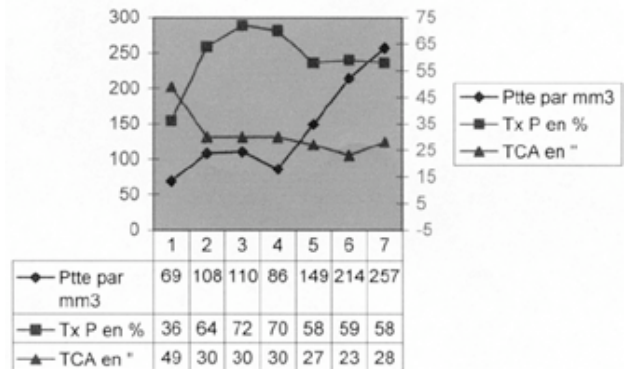 300
250
200
150
100
50
0
75
65
55
45
35
25
15
5
-5
Ptte par mm3
Tx P en %
TCA en "
1 2 3 4 5 6 7
Ptte par 69 108 110 86 149 214 257
mm3
Tx P en % 36 64 72 70 58 59 58
TCA en " 49 30 30 30 27 23 28